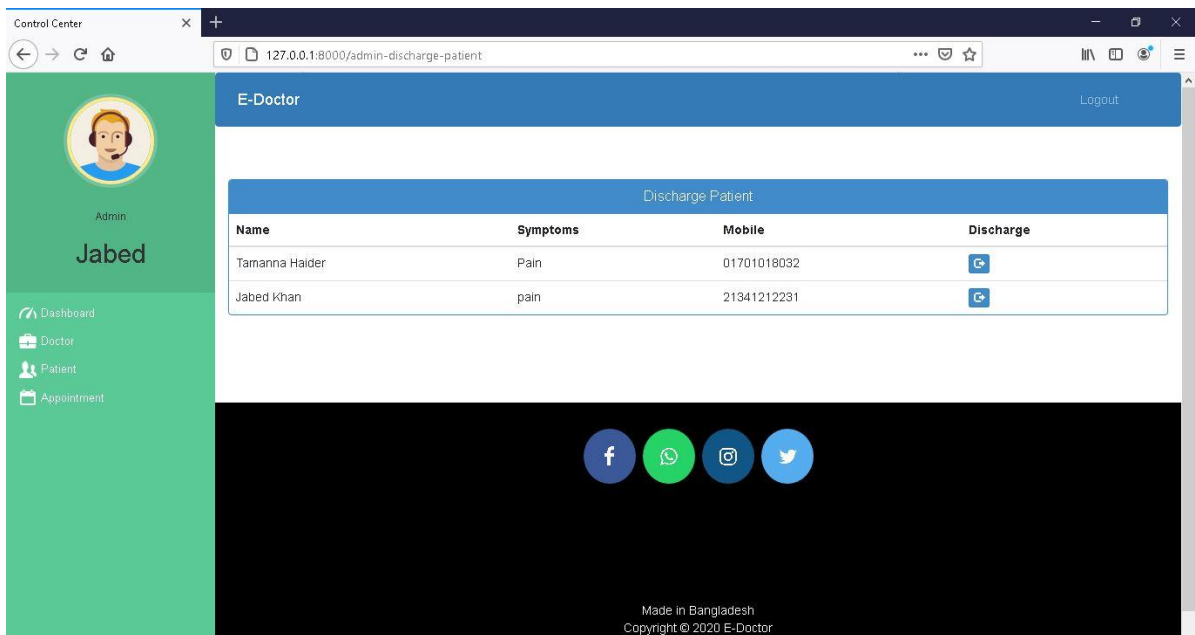 Control Center
127.0.0.1:8000/admin-discharge-patient
E-Doctor
Logout
Admin
Jabed
Dashboard
Doctor
Patient
Appointment
Discharge Patient
Name Symptoms Mobile Discharge
Tamanna Haider Pain 01701018032
Jabed Khan pain 21341212231
Made in Bangladesh
Copyright © 2020 E-Doctor